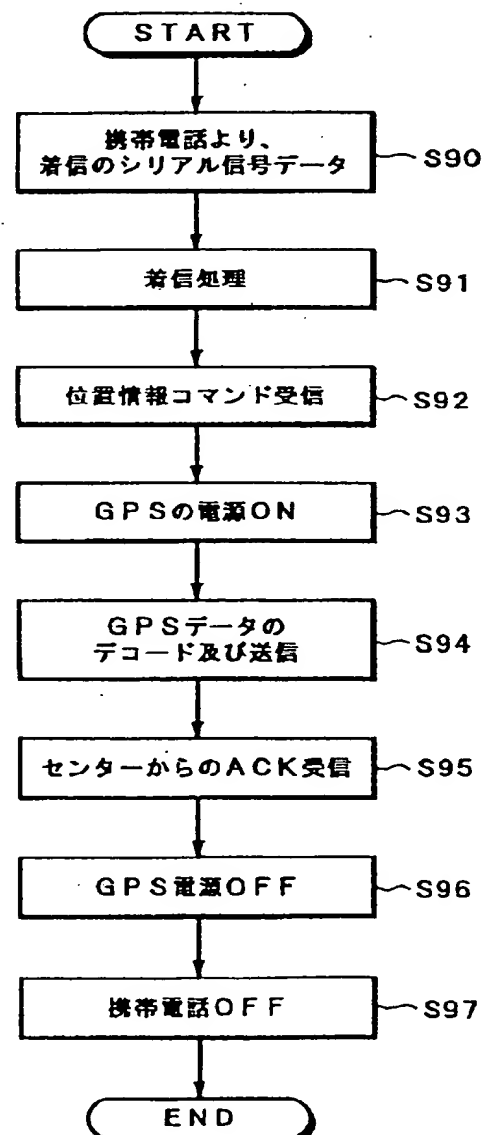 START
携帯電話より、
着信のシリアル信号データ
S90
着信処理
S91
位置情報コマンド受信
S92
GPSの電源ON
S93
GPSデータの
デコード及び送信
S94
センターからのACK受信
S95
GPS電源OFF
S96
携帯電話OFF
S97
END